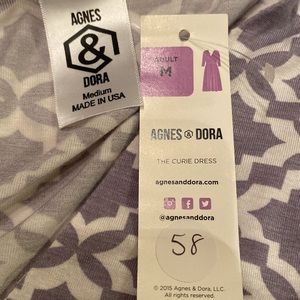 AGNES
&
DORA
Medium
MADE IN USA
ADULT
M
AGNES & DORA
THE CURIE DRESS
agnesanddora.com
@agnesanddora
58
© 2015 Agnes & Dora, LLC.
All rights reserved.